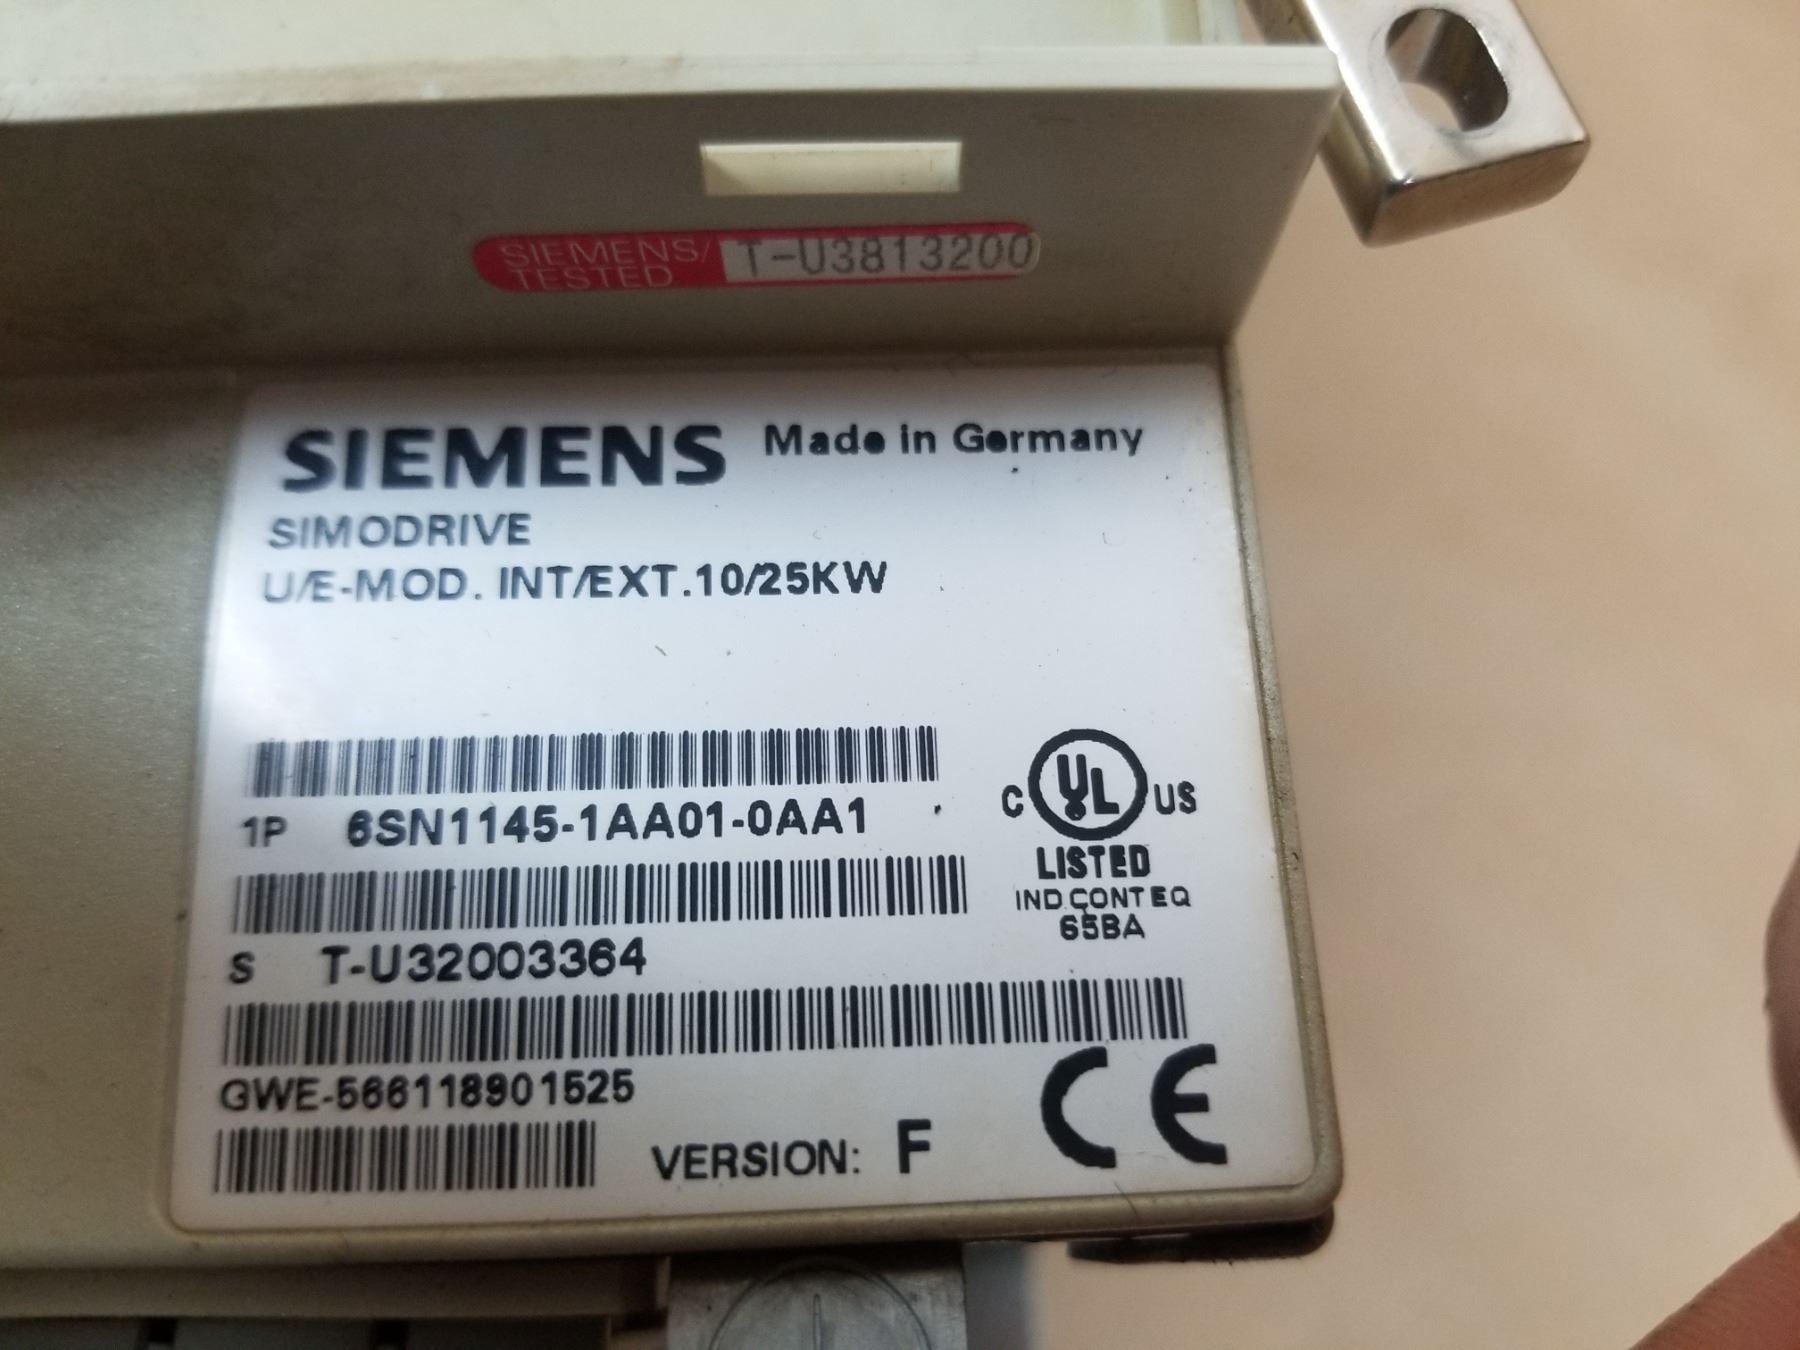 SIEMENS/ T-U3813200
TESTED
SIEMENS Made in Germany
SIMODRIVE
U/E-MOD. INT/EXT.10/25KW
1P 6SN1145-1AA01-0AA1
C UL US
LISTED
IND.CONT EQ
65BA
S T-U32003364
GWE-566118901525
VERSION: F
CE